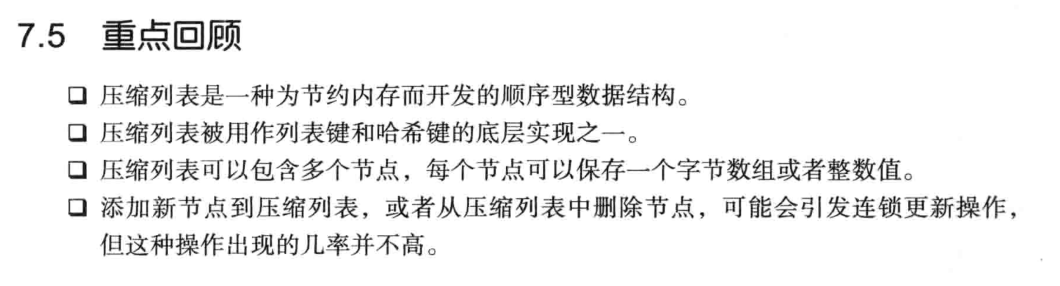 7.5 重点回顾
❏ 压缩列表是一种为节约内存而开发的顺序型数据结构。
❏ 压缩列表被用作列表键和哈希键的底层实现之一。
❏ 压缩列表可以包含多个节点，每个节点可以保存一个字节数组或者整数值。
❏ 添加新节点到压缩列表，或者从压缩列表中删除节点，可能会引发连锁更新操作，
但这种操作出现的几率并不高。